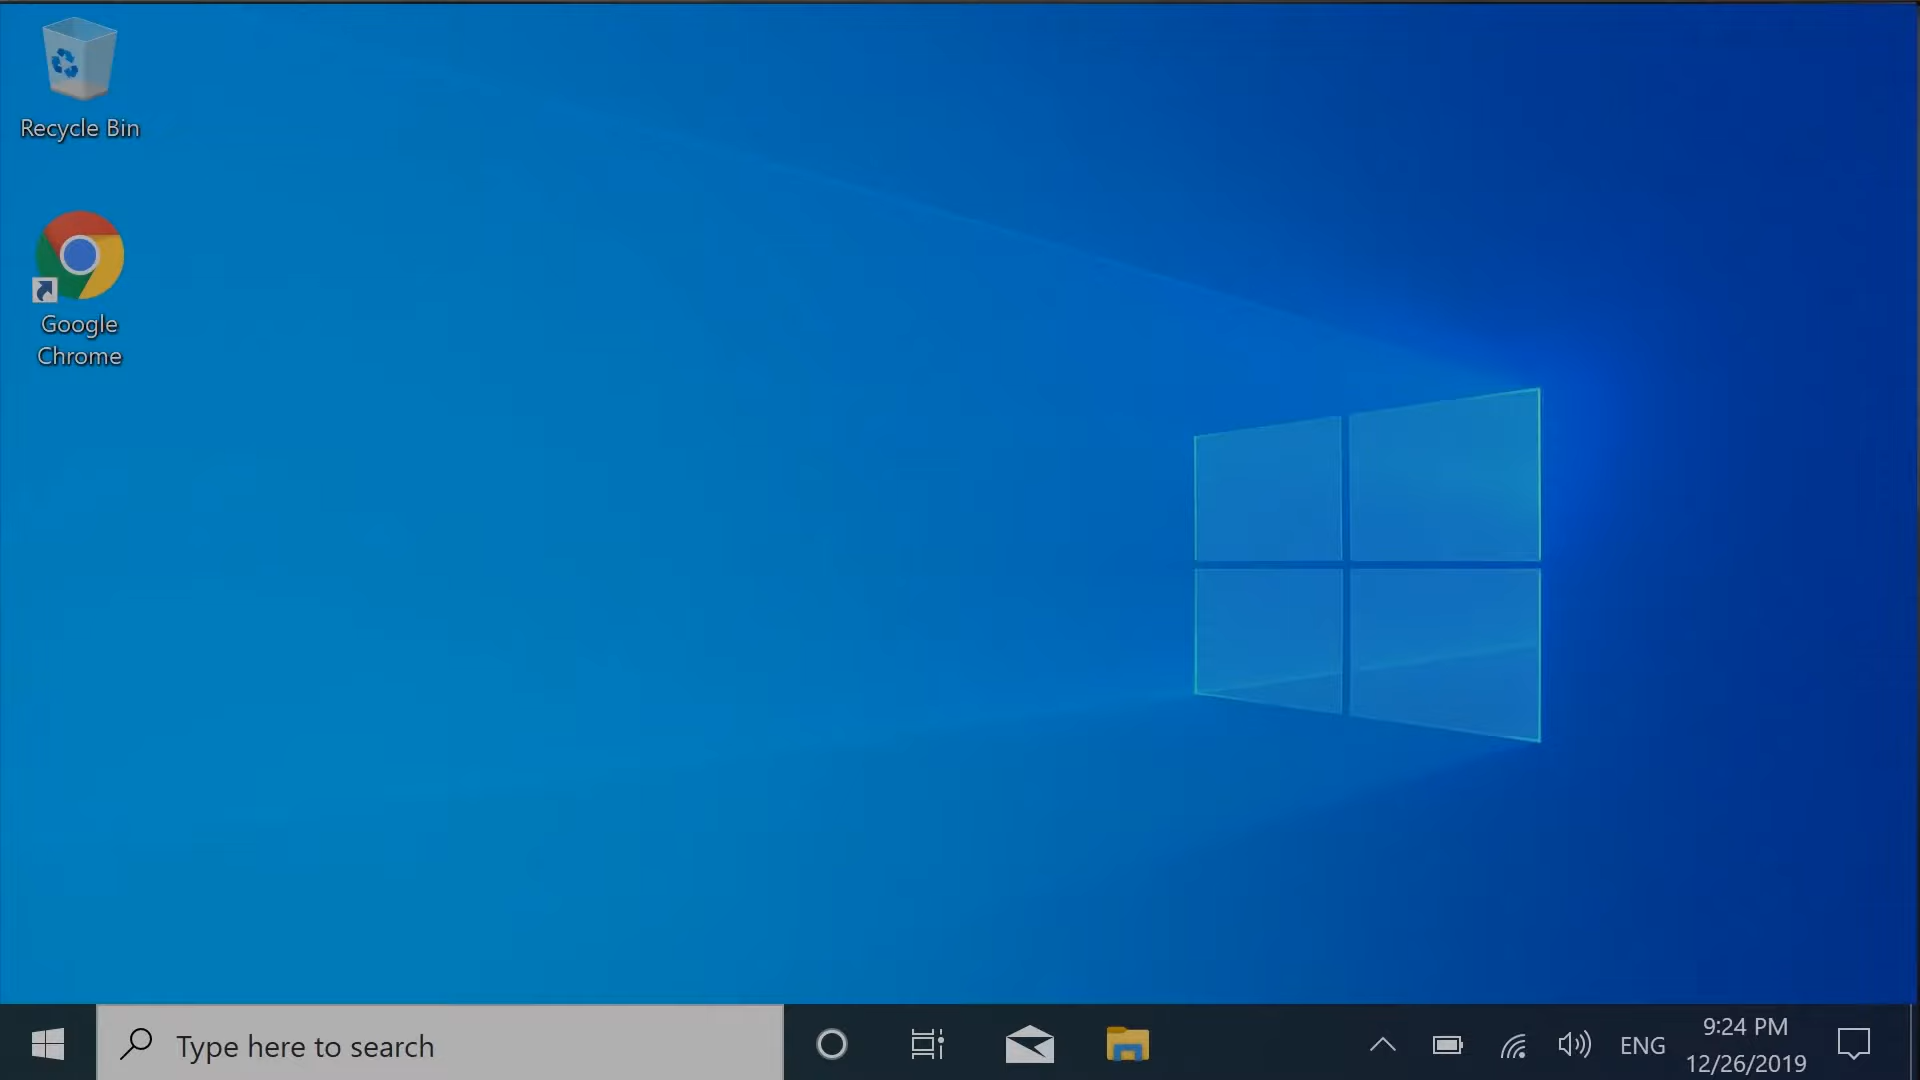 Recycle Bin
Google
Chrome
Type here to search
ENG
9:24 PM
12/26/2019